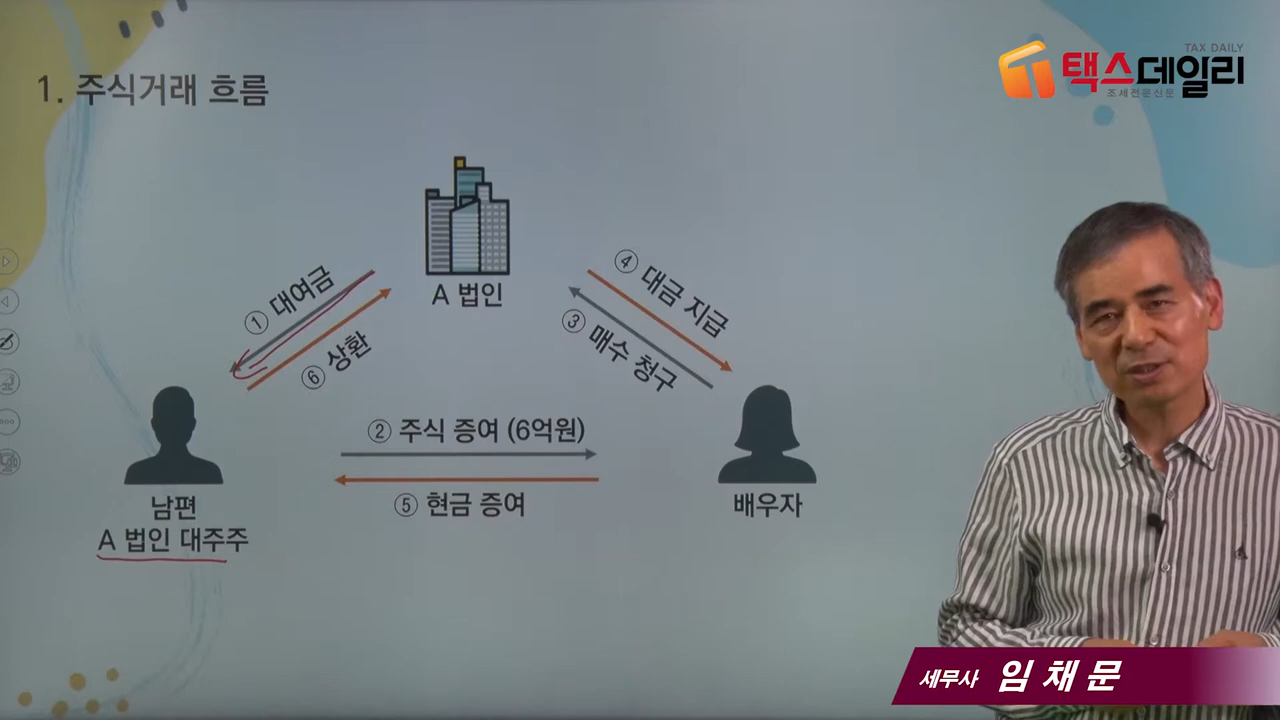 1. 주식거래 흐름
TAX DAILY
택스데일리
조세전문신문
A 법인
① 대여금
⑥ 상환
④ 대금 지급
③ 매수 청구
② 주식 증여 (6억원)
⑤ 현금 증여
남편
A 법인 대주주
배우자
세무사 임채문